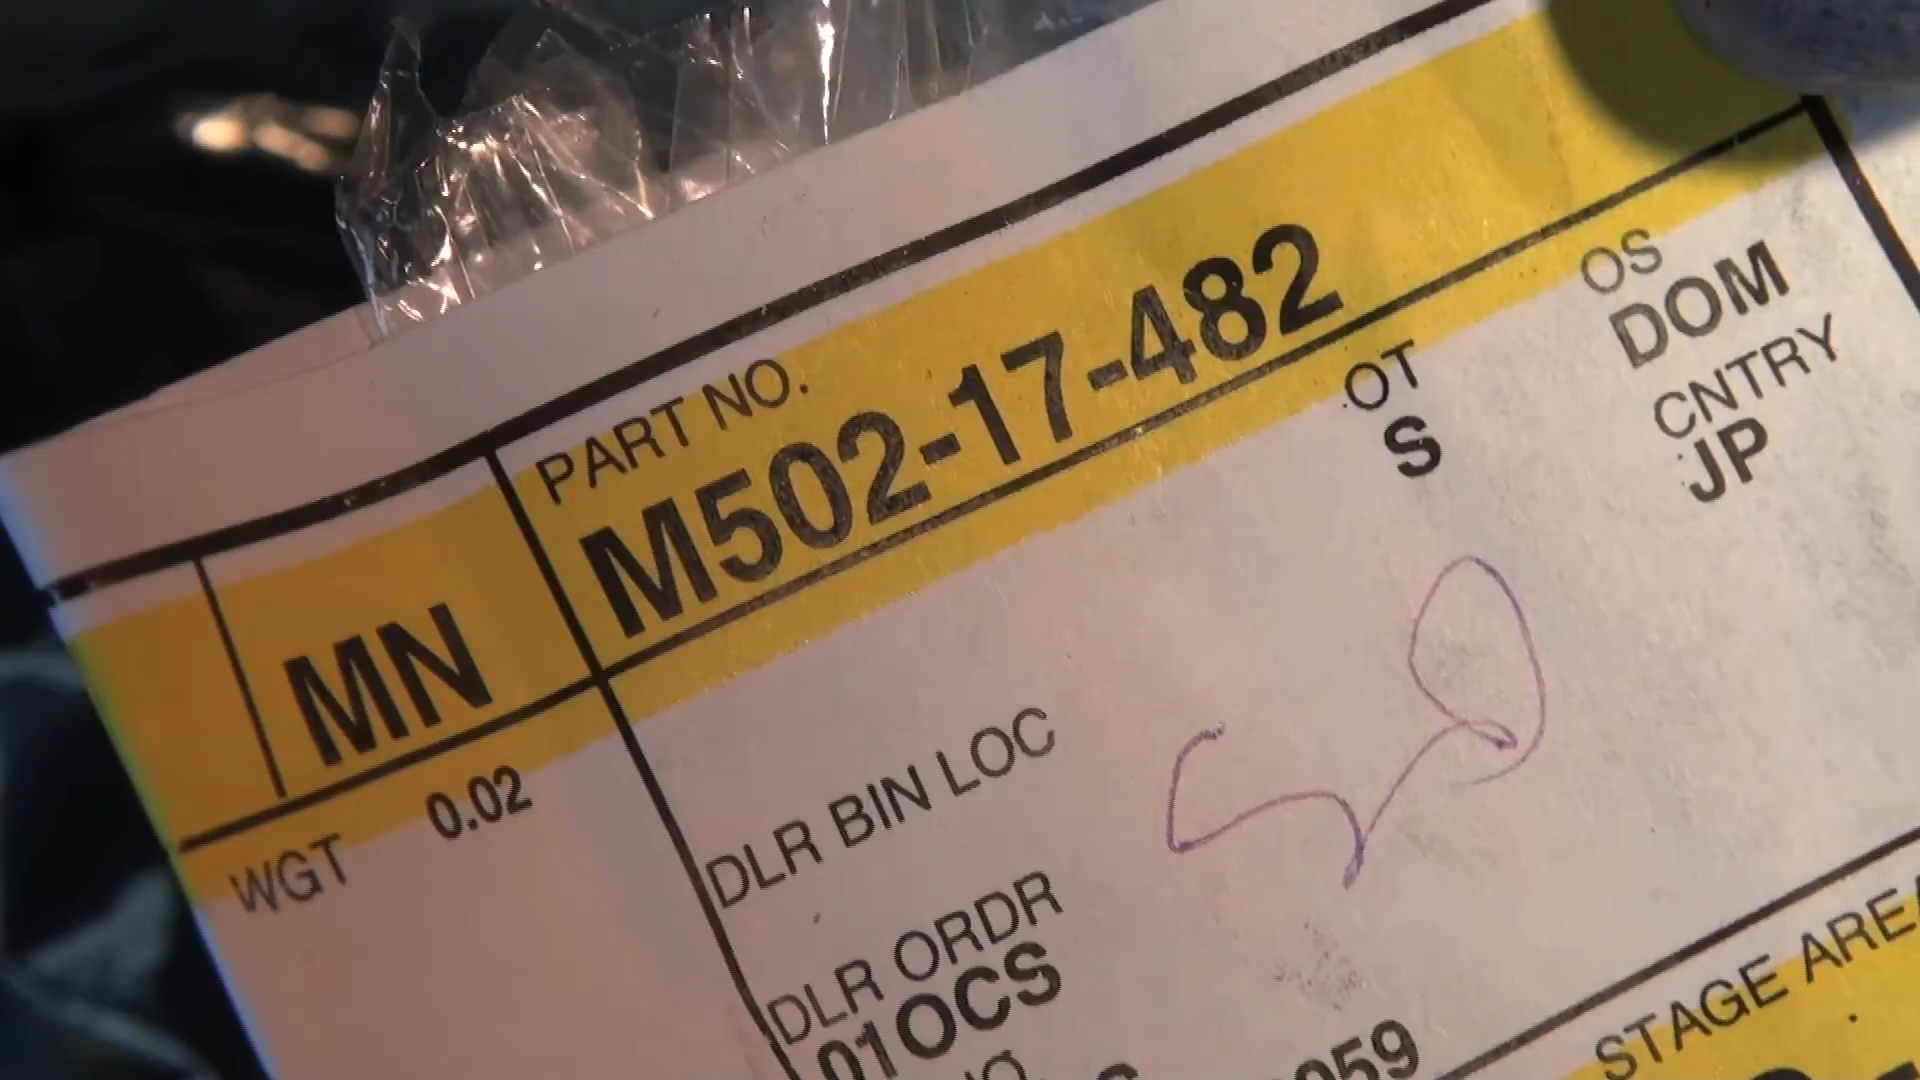 PART NO.
M502-17-482
MN
OS
DOM
OT
S
CNTRY
JP
WGT 0.02
DLR BIN LOC
DLR ORDR
01OCS
STAGE AREA
059